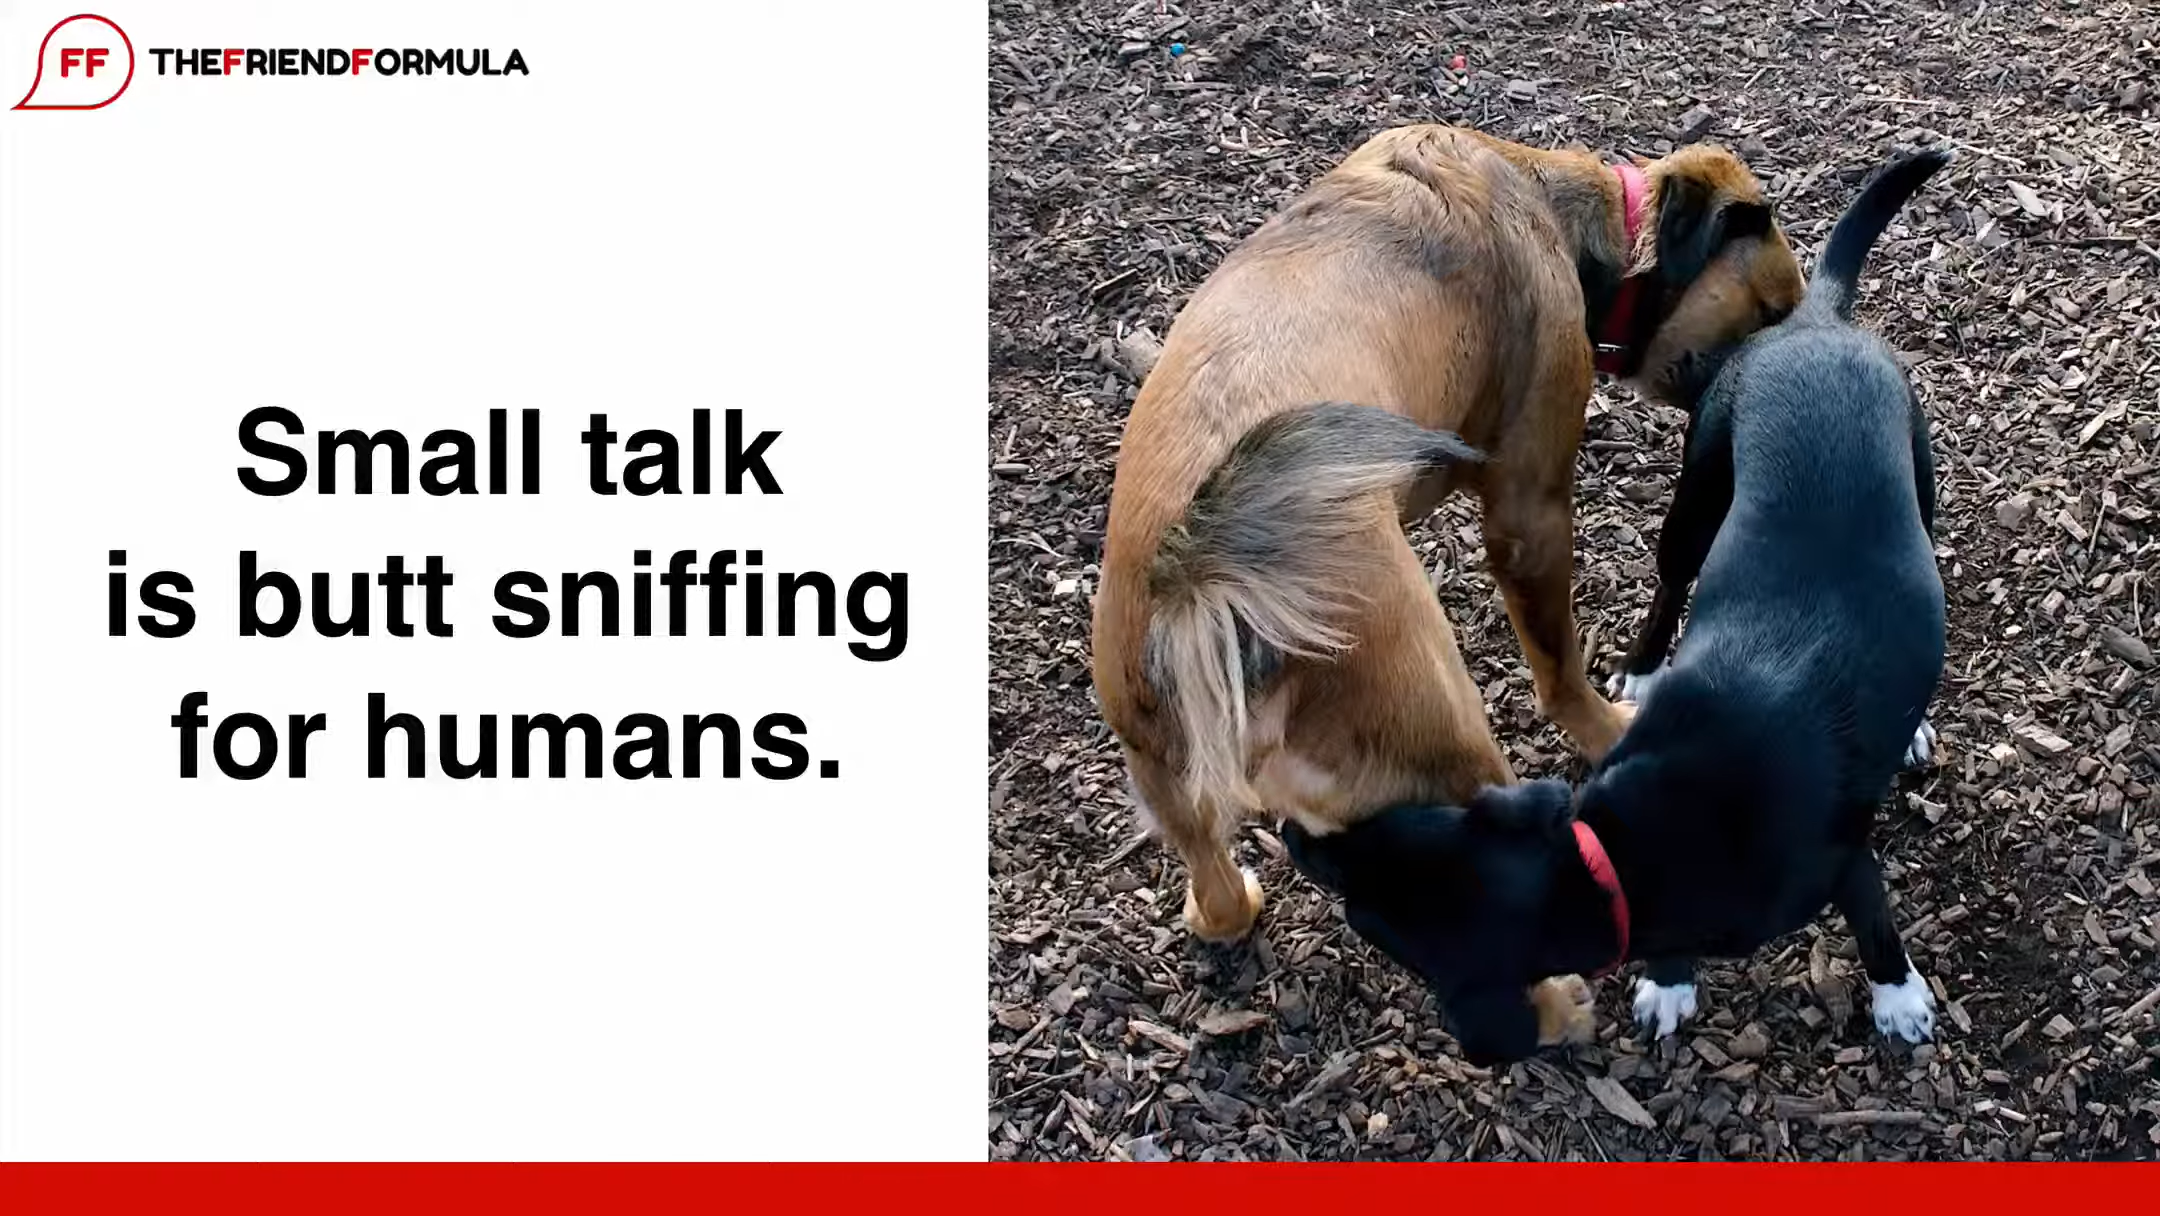 FF THEFRIENDFORMULA
Small talk
is butt sniffing
for humans.